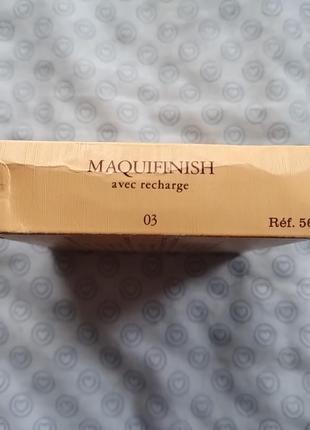 MAQUIFINISH
avec recharge
03
Réf. 56